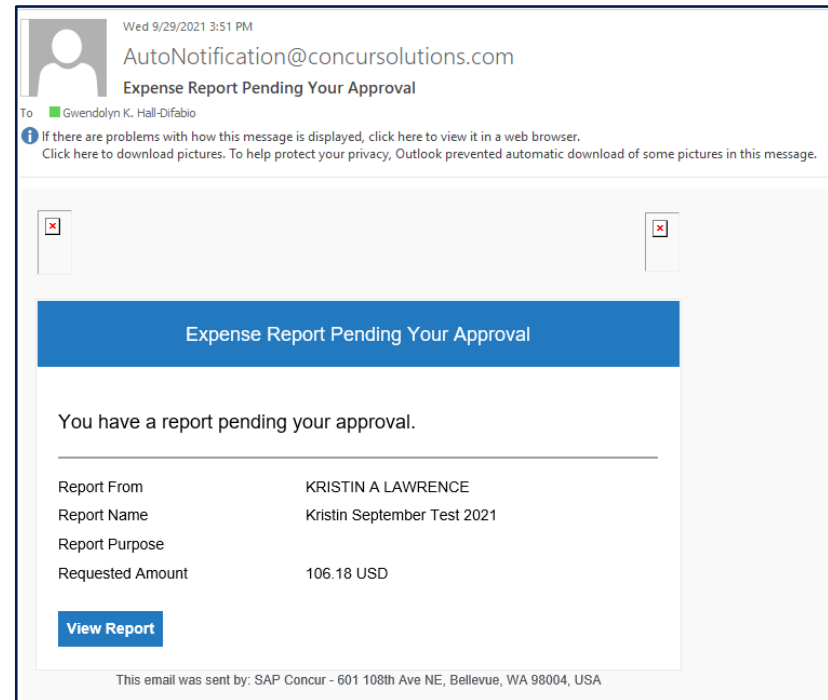 Wed 9/29/2021 3:51 PM
AutoNotification@concursolutions.com
Expense Report Pending Your Approval
To Gwendolyn K. Hall-Difabio
If there are problems with how this message is displayed, click here to view it in a web browser.
Click here to download pictures. To help protect your privacy, Outlook prevented automatic download of some pictures in this message.
Expense Report Pending Your Approval
You have a report pending your approval.
Report From KRISTIN A LAWRENCE
Report Name Kristin September Test 2021
Report Purpose
Requested Amount 106.18 USD
View Report
This email was sent by: SAP Concur - 601 108th Ave NE, Bellevue, WA 98004, USA